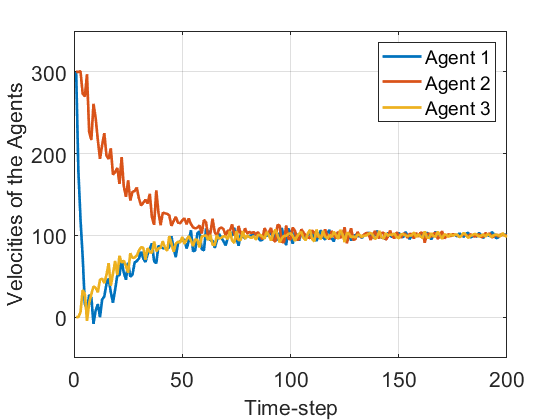 Agent 1
Agent 2
Agent 3
Velocities of the Agents
300
200
100
0
0 50 100 150 200
Time-step